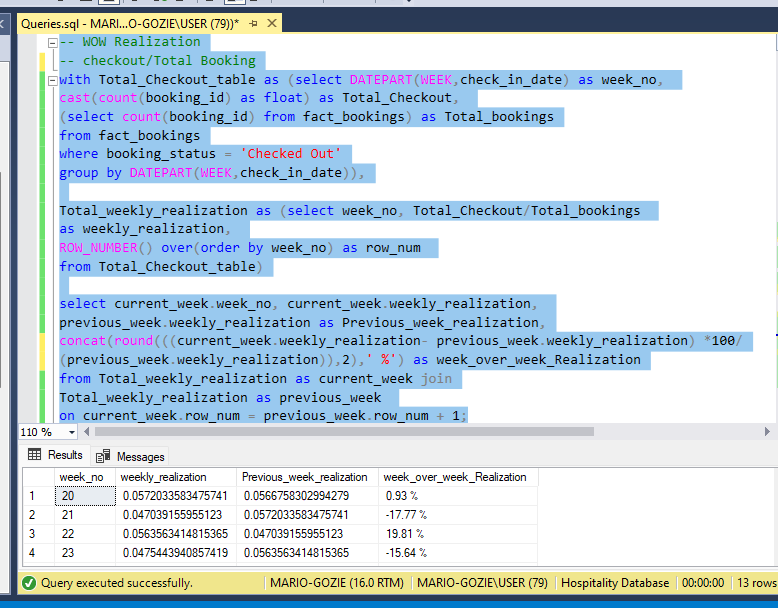 Queries.sql - MARI...O-GOZIE\USER (79))*
-- WOW Realization
-- checkout/Total Booking
with Total_Checkout_table as (select DATEPART(WEEK,check_in_date) as week_no,
cast(count(booking_id) as float) as Total_Checkout,
(select count(booking_id) from fact_bookings) as Total_bookings
from fact_bookings
where booking_status = 'Checked Out'
group by DATEPART(WEEK,check_in_date)),
Total_weekly_realization as (select week_no, Total_Checkout/Total_bookings
as weekly_realization,
ROW_NUMBER() over(order by week_no) as row_num
from Total_Checkout_table)
select current_week.week_no, current_week.weekly_realization,
previous_week.weekly_realization as Previous_week_realization,
concat(round(((current_week.weekly_realization- previous_week.weekly_realization) *100/
(previous_week.weekly_realization)),2),' %') as week_over_week_Realization
from Total_weekly_realization as current_week join
Total_weekly_realization as previous_week
on current_week.row_num = previous_week.row_num + 1;
110 %
Results Messages
week_no weekly_realization Previous_week_realization week_over_week_Realization
1 20 0.0572033583475741 0.0566758302994279 0.93 %
2 21 0.047039155955123 0.0572033583475741 -17.77 %
3 22 0.0563563414815365 0.047039155955123 19.81 %
4 23 0.0475443940857419 0.0563563414815365 -15.64 %
Query executed successfully. MARIO-GOZIE (16.0 RTM) MARIO-GOZIE\USER (79) Hospitality Database 00:00:00 13 rows